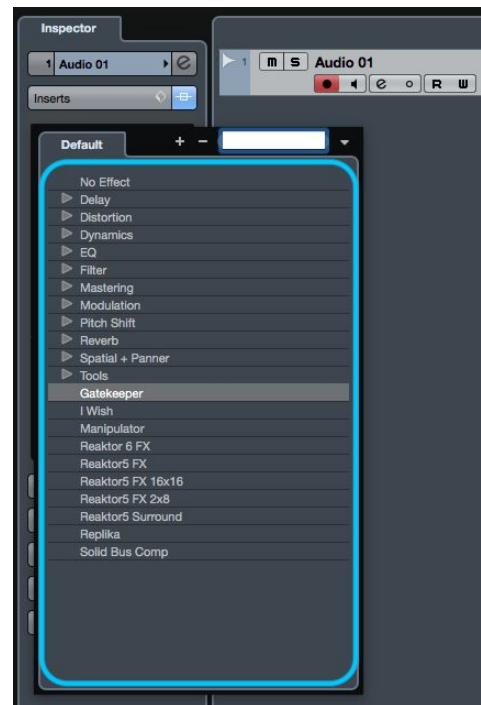 Inspector
1 Audio 01 e
Inserts
1 m S Audio 01
e R W
Default + −
No Effect
Delay
Distortion
Dynamics
EQ
Filter
Mastering
Modulation
Pitch Shift
Reverb
Spatial + Panner
Tools
Gatekeeper
I Wish
Manipulator
Reaktor 6 FX
Reaktor5 FX
Reaktor5 FX 16x16
Reaktor5 FX 2x8
Reaktor5 Surround
Replika
Solid Bus Comp